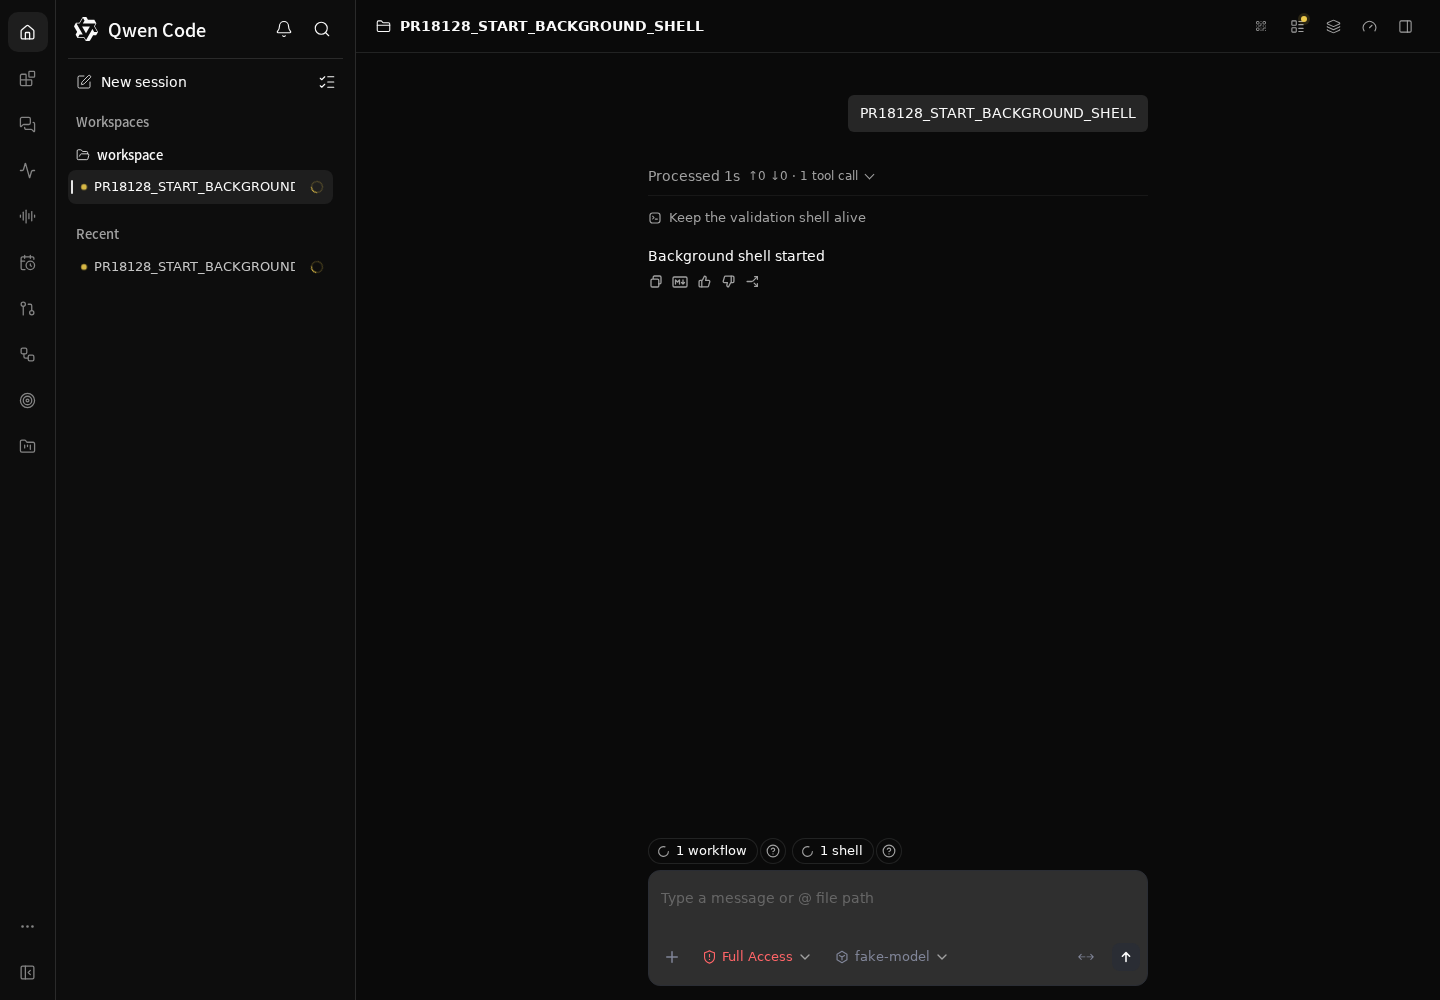 Qwen Code
New session
Workspaces
workspace
PR18128_START_BACKGROUND
Recent
PR18128_START_BACKGROUND
PR18128_START_BACKGROUND_SHELL
PR18128_START_BACKGROUND_SHELL
Processed 1s ↑0 ↓0 · 1 tool call
Keep the validation shell alive
Background shell started
1 workflow
1 shell
Type a message or @ file path
Full Access
fake-model